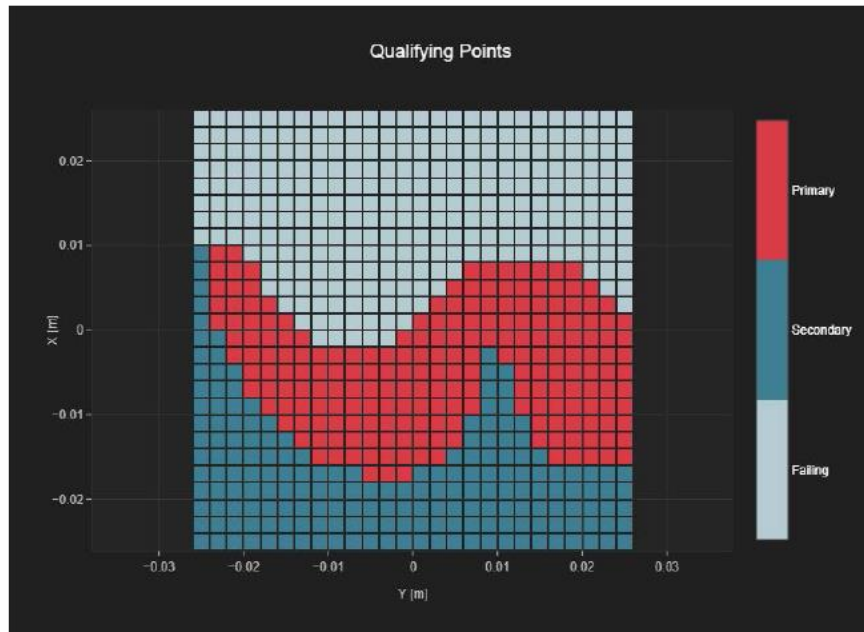 Qualifying Points
0.02
0.01
0
−0.01
−0.02
X [m]
−0.03
−0.02
−0.01
0
0.01
0.02
0.03
Y [m]
Primary
Secondary
Failing